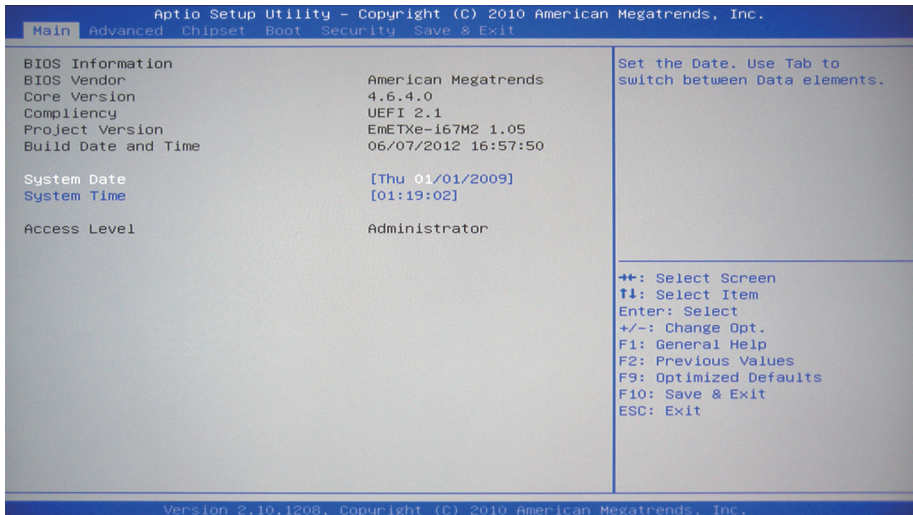 Aptio Setup Utility – Copyright (C) 2010 American Megatrends, Inc.
Main Advanced Chipset Boot Security Save & Exit
BIOS Information
BIOS Vendor American Megatrends
Core Version 4.6.4.0
Compliency UEFI 2.1
Project Version EmETXe-i67M2 1.05
Build Date and Time 06/07/2012 16:57:50
System Date [Thu 01/01/2009]
System Time [01:19:02]
Access Level Administrator
Set the Date. Use Tab to
switch between Data elements.
→←: Select Screen
↑↓: Select Item
Enter: Select
+/-: Change Opt.
F1: General Help
F2: Previous Values
F9: Optimized Defaults
F10: Save & Exit
ESC: Exit
Version 2.10.1208. Copyright (C) 2010 American Megatrends, Inc.